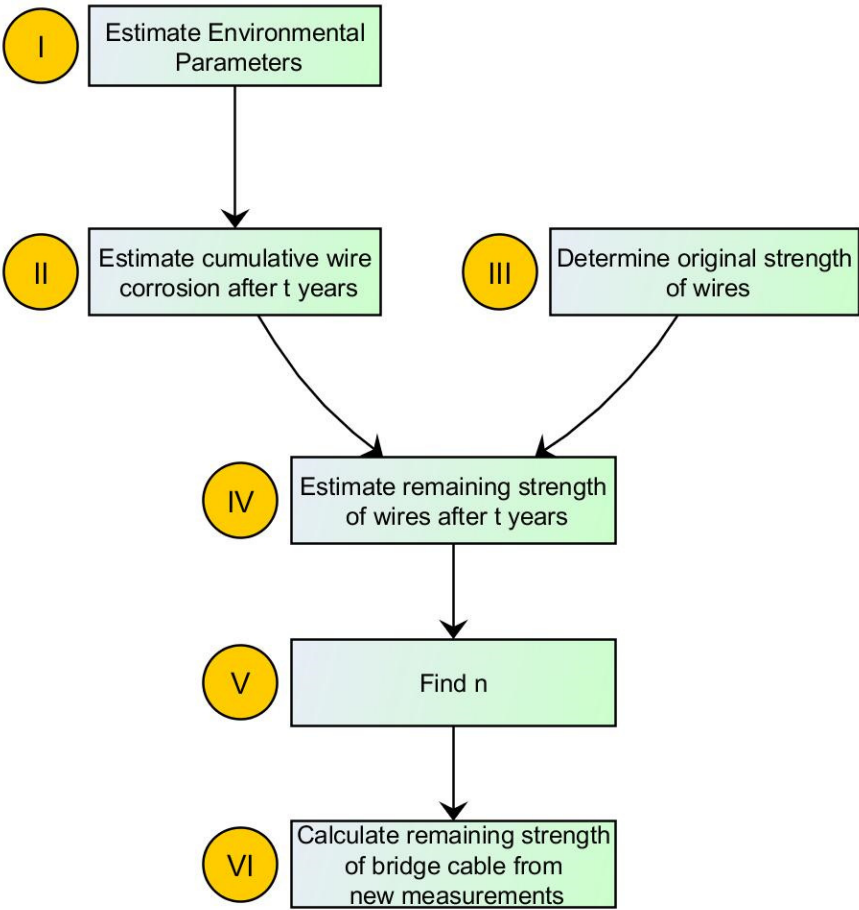 I
Estimate Environmental
Parameters
II
Estimate cumulative wire
corrosion after t years
III
Determine original strength
of wires
IV
Estimate remaining strength
of wires after t years
V
Find n
VI
Calculate remaining strength
of bridge cable from
new measurements